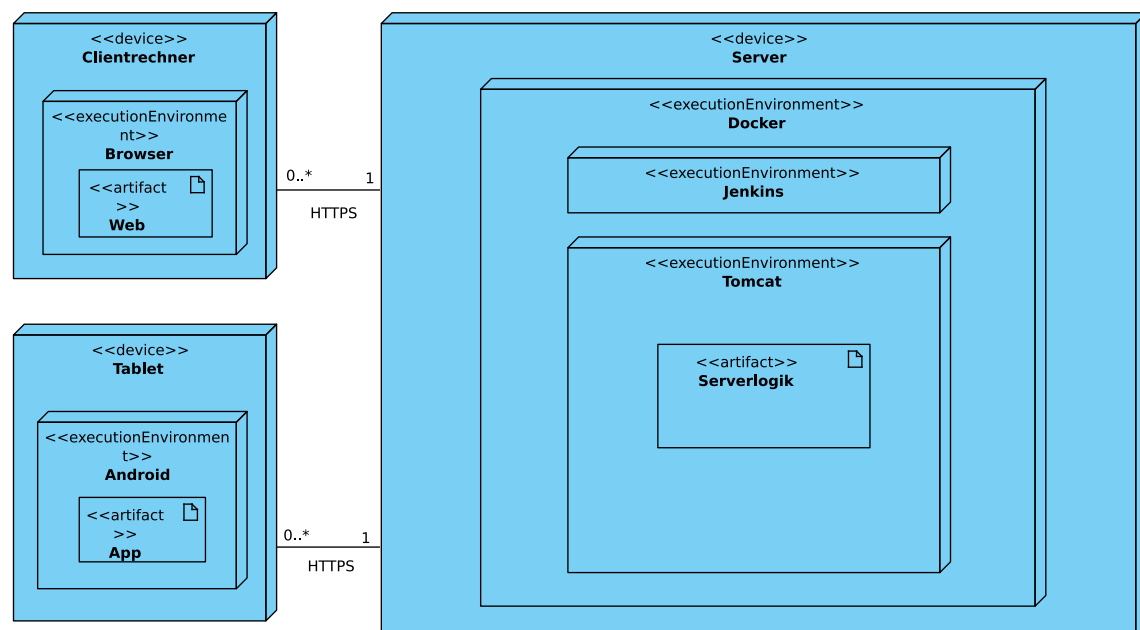 <<device>>
Clientrechner
<<executionEnvironme
nt>>
Browser
<<artifact
>>
Web
0..*
1
HTTPS
<<device>>
Tablet
<<executionEnvironmen
t>>
Android
<<artifact
>>
App
0..*
1
HTTPS
<<device>>
Server
<<executionEnvironment>>
Docker
<<executionEnvironment>>
Jenkins
<<executionEnvironment>>
Tomcat
<<artifact>>
Serverlogik